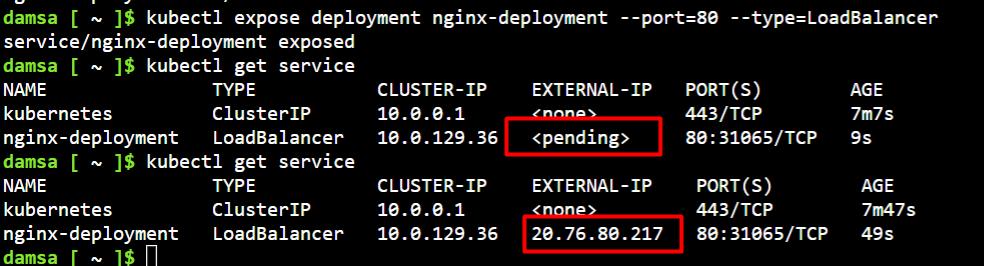 damsa [ ~ ]$ kubectl expose deployment nginx-deployment --port=80 --type=LoadBalancer
service/nginx-deployment exposed
damsa [ ~ ]$ kubectl get service
NAME TYPE CLUSTER-IP EXTERNAL-IP PORT(S) AGE
kubernetes ClusterIP 10.0.0.1 <none> 443/TCP 7m7s
nginx-deployment LoadBalancer 10.0.129.36 <pending> 80:31065/TCP 9s
damsa [ ~ ]$ kubectl get service
NAME TYPE CLUSTER-IP EXTERNAL-IP PORT(S) AGE
kubernetes ClusterIP 10.0.0.1 <none> 443/TCP 7m47s
nginx-deployment LoadBalancer 10.0.129.36 20.76.80.217 80:31065/TCP 49s
damsa [ ~ ]$